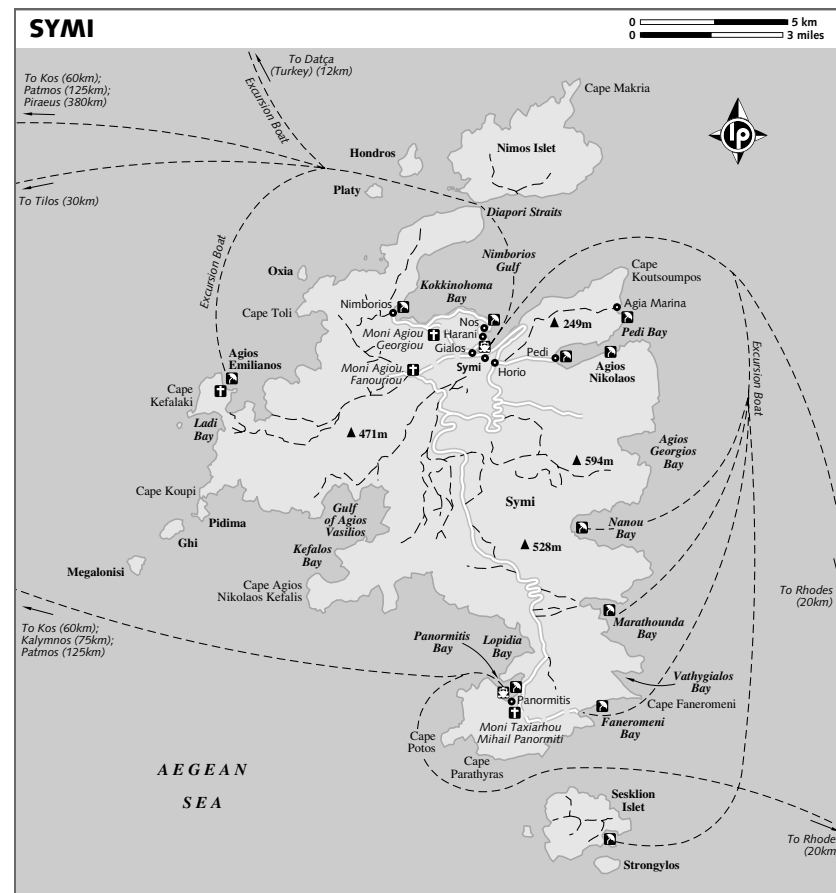 SYMI
0 5 km
0 3 miles
To Datça
(Turkey) (12km)
To Kos (60km);
Patmos (125km);
Piraeus (380km)
Excursion Boat
Cape Makria
lp
Hondros
Nimos Islet
Platy
To Tilos (30km)
Diapori Straits
Excursion Boat
Nimborios
Gulf
Oxia
Kokkinohoma
Bay
Cape
Koutsoumpos
Cape Toli
Nimborios
Agia Marina
Nos
249m
Pedi Bay
Moni Agiou
Georgiou
Harani
Gialos
Pedi
Excursion Boat
Agios
Emilianos
Moni Agiou
Fanouriou
Symi
Horio
Agios
Nikolaos
Cape
Kefalaki
Ladi
Bay
471m
594m
Agios
Georgios
Bay
Cape Koupi
Symi
Pidima
Gulf
of Agios
Vasilios
Nanou
Bay
Ghi
Kefalos
Bay
528m
Megalonisi
Cape Agios
Nikolaos Kefalis
To Rhodes
(20km)
To Kos (60km);
Kalymnos (75km);
Patmos (125km)
Marathounda
Bay
Panormitis
Bay
Lopidia
Bay
Vathygialos
Bay
Panormitis
Cape Faneromeni
Moni Taxiarhou
Mihail Panormiti
Faneromeni
Bay
Cape
Potos
Cape
Parathyras
AEGEAN
SEA
Sesklion
Islet
To Rhodes
(20km)
Strongylos